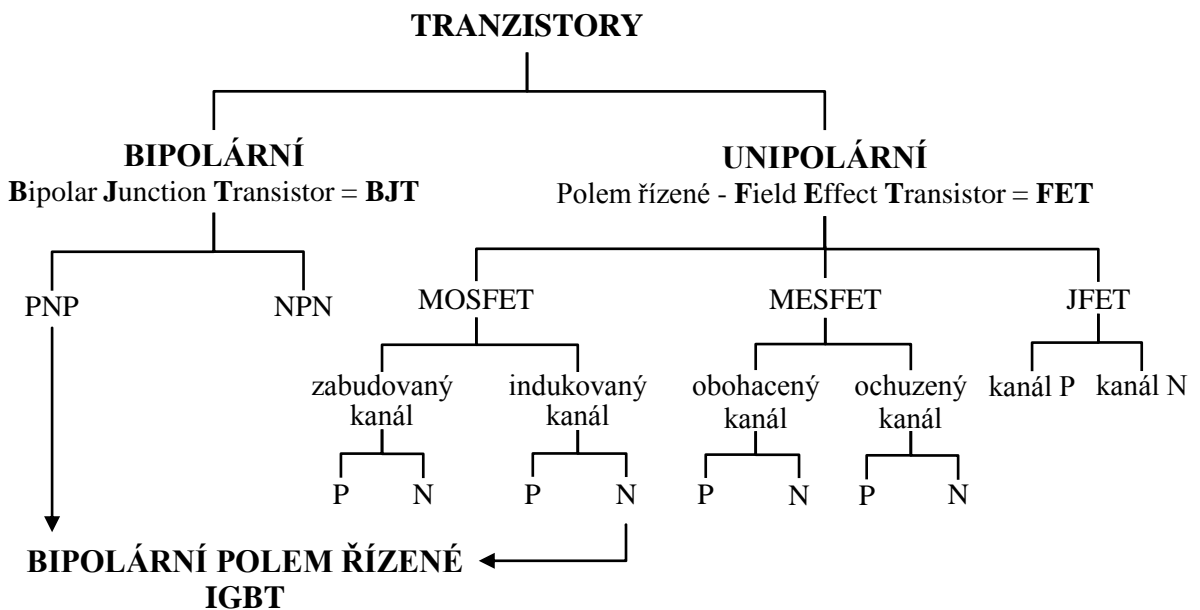 TRANZISTORY
BIPOLÁRNÍ
Bipolar Junction Transistor = BJT
UNIPOLÁRNÍ
Polem řízené - Field Effect Transistor = FET
PNP
NPN
MOSFET
MESFET
JFET
zabudovaný
kanál
indukovaný
kanál
obohacený
kanál
ochuzený
kanál
kanál P
kanál N
P
N
P
N
P
N
P
N
BIPOLÁRNÍ POLEM ŘÍZENÉ
IGBT